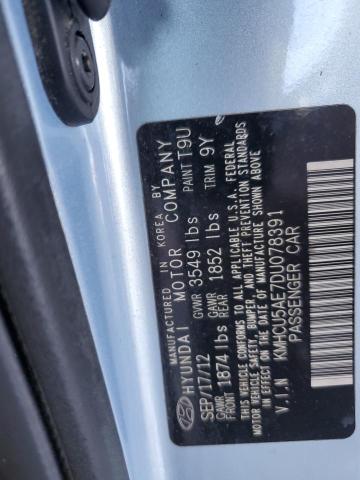 MANUFACTURED IN KOREA BY
HYUNDAI MOTOR COMPANY
SEP/17/12 GVWR 3549 lbs PAINT T9U
GAWR FRONT 1874 lbs GAWR REAR 1852 lbs TRIM 9Y
THIS VEHICLE CONFORMS TO ALL APPLICABLE U.S.A. FEDERAL
MOTOR VEHICLE SAFETY, BUMPER, AND THEFT PREVENTION STANDARDS
IN EFFECT ON THE DATE OF MANUFACTURE SHOWN ABOVE.
V.I.N KMHCU5AE7DU078391
PASSENGER CAR